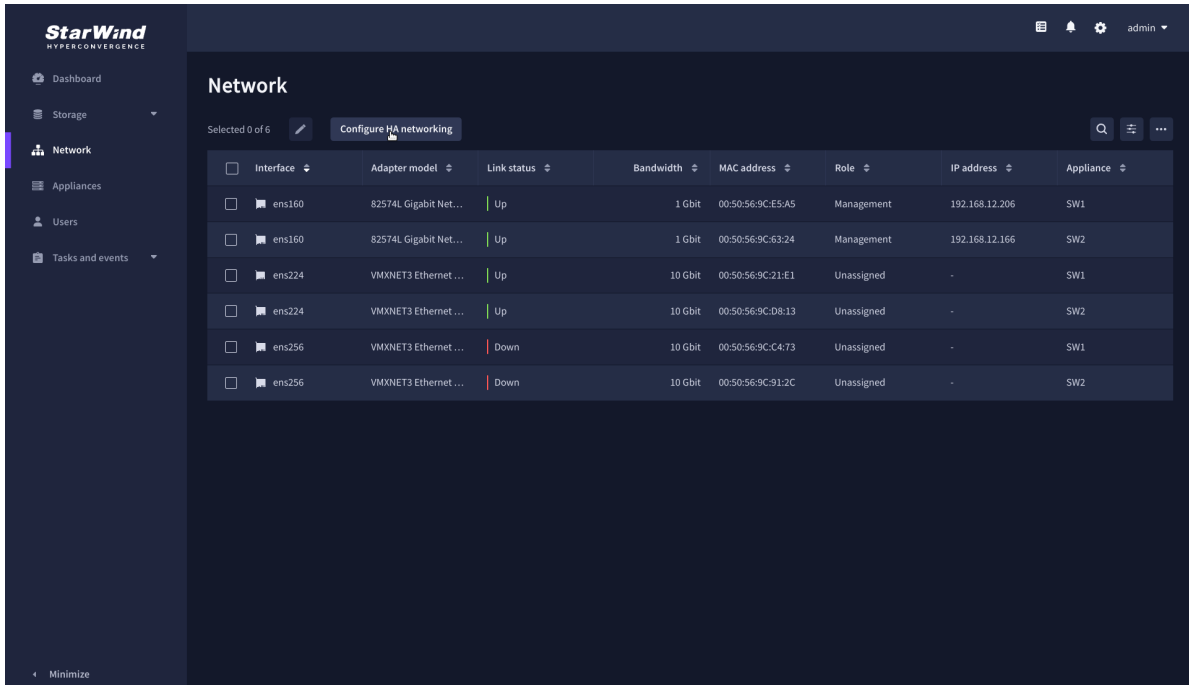 StarWind
HYPERCONVERGENCE
admin
Dashboard
Storage
Network
Appliances
Users
Tasks and events
Minimize
Network
Selected 0 of 6 Configure HA networking
Interface Adapter model Link status Bandwidth MAC address Role IP address Appliance
ens160 82574L Gigabit Net... Up 1 Gbit 00:50:56:9C:E5:A5 Management 192.168.12.206 SW1
ens160 82574L Gigabit Net... Up 1 Gbit 00:50:56:9C:63:24 Management 192.168.12.166 SW2
ens224 VMXNET3 Ethernet ... Up 10 Gbit 00:50:56:9C:21:E1 Unassigned - SW1
ens224 VMXNET3 Ethernet ... Up 10 Gbit 00:50:56:9C:D8:13 Unassigned - SW2
ens256 VMXNET3 Ethernet ... Down 10 Gbit 00:50:56:9C:C4:73 Unassigned - SW1
ens256 VMXNET3 Ethernet ... Down 10 Gbit 00:50:56:9C:91:2C Unassigned - SW2